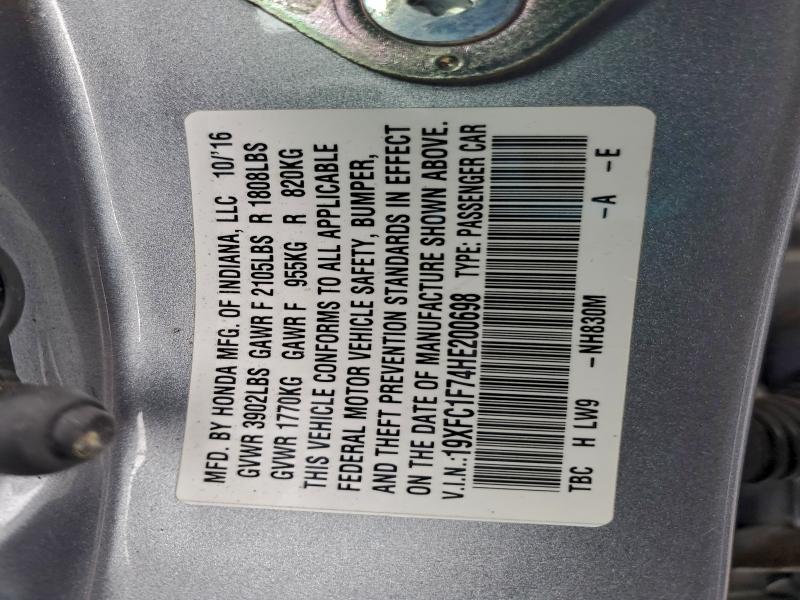 MFD. BY HONDA MFG. OF INDIANA, LLC 10/'16
GVWR 3902LBS GAWR F 2105LBS R 1808LBS
GVWR 1770KG GAWR F 955KG R 820KG
THIS VEHICLE CONFORMS TO ALL APPLICABLE
FEDERAL MOTOR VEHICLE SAFETY, BUMPER,
AND THEFT PREVENTION STANDARDS IN EFFECT
ON THE DATE OF MANUFACTURE SHOWN ABOVE.
V.I.N.:19XFC1F74HE200698 TYPE: PASSENGER CAR
TBC H LW9 -NH830M -A -E